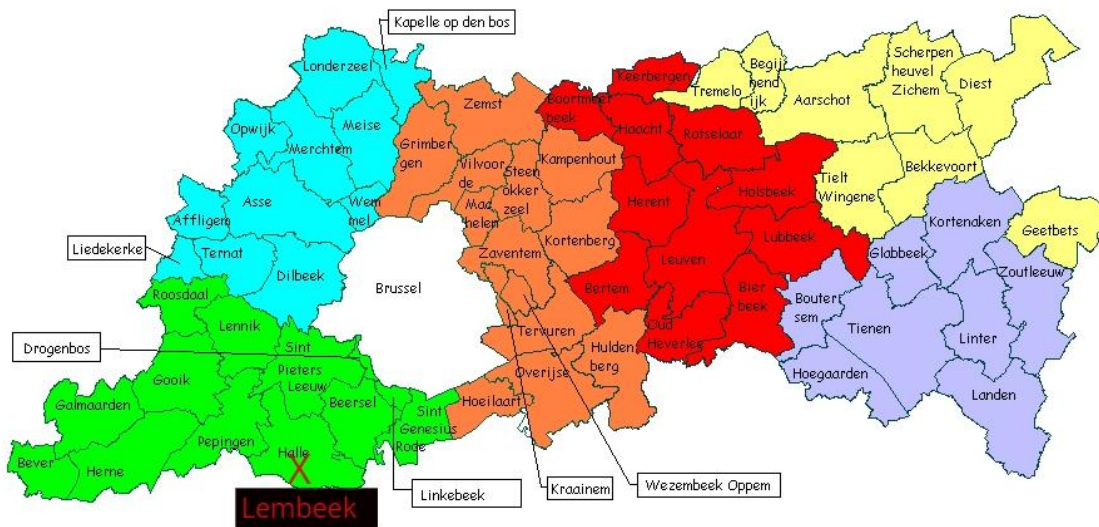 Kapelle op den bos
Londerzeel
Zemst
Keerbergen
Tremelo
Begij
nend
ijk
Scherpen
heuvel
Zichem
Diest
Aarschot
Opwijk
Meise
Merchtem
Grimber
gen
Vilvoor
de
Steen
okker
zeel
Boortmeer
beek
Haacht
Rotselaar
Kampenhout
Tielt
Wingene
Bekkevoort
Asse
Wem
mel
Affligem
Ma
chelen
Herent
Holsbeek
Kortenaken
Geetbets
Liedekerke
Ternat
Dilbeek
Zaventem
Kortenberg
Lubbeek
Glabbeek
Zoutleeuw
Roosdaal
Brussel
Leuven
Bertem
Bier
beek
Bouter
sem
Tienen
Linter
Lennik
Drogenbos
Sint
Pieters
Leeuw
Tervuren
Oud
Heverlee
Hulden
berg
Overijse
Hoegaarden
Landen
Gooik
Galmaarden
Beersel
Sint
Genesius
Rode
Hoeilaart
Bever
Herne
Pepingen
Halle
X
Lembeek
Linkebeek
Kraainem
Wezembeek Oppem